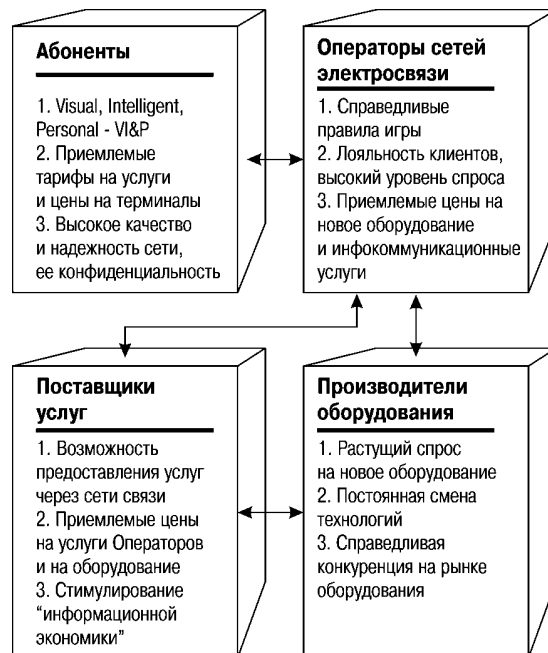 Абоненты
1. Visual, Intelligent,
Personal - VI&P
2. Приемлемые
тарифы на услуги
и цены на терминалы
3. Высокое качество
и надежность сети,
ее конфиденциальность
Операторы сетей
электросвязи
1. Справедливые
правила игры
2. Лояльность клиентов,
высокий уровень спроса
3. Приемлемые цены на
новое оборудование
и инфокоммуникационные
услуги
Поставщики
услуг
1. Возможность
предоставления услуг
через сети связи
2. Приемлемые цены
на услуги Операторов
и на оборудование
3. Стимулирование
“информационной
экономики”
Производители
оборудования
1. Растущий спрос
на новое оборудование
2. Постоянная смена
технологий
3. Справедливая
конкуренция на рынке
оборудования